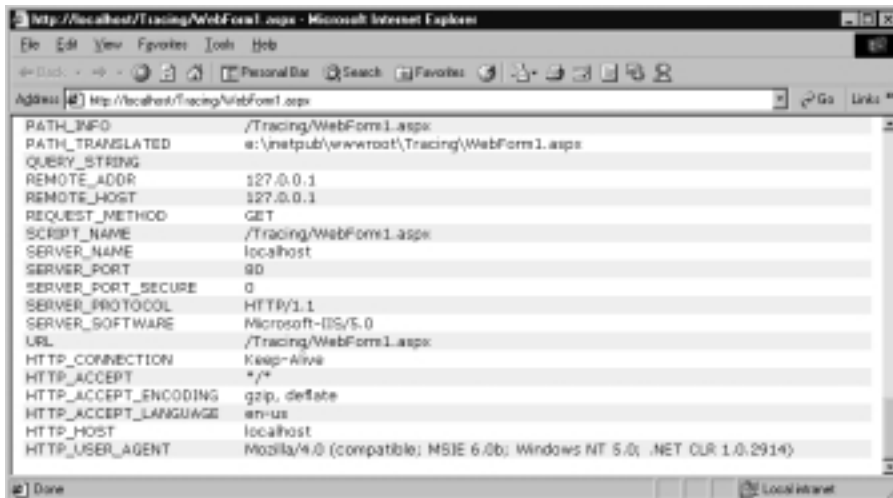 http://localhost/Tracing/WebForm1.aspx - Microsoft Internet Explorer
File Edit View Favorites Tools Help
Back Personal Bar Search Favorites
Address http://localhost/Tracing/WebForm1.aspx Go Links »
PATH_INFO /Tracing/WebForm1.aspx
PATH_TRANSLATED e:\inetpub\wwwroot\Tracing\WebForm1.aspx
QUERY_STRING
REMOTE_ADDR 127.0.0.1
REMOTE_HOST 127.0.0.1
REQUEST_METHOD GET
SCRIPT_NAME /Tracing/WebForm1.aspx
SERVER_NAME localhost
SERVER_PORT 80
SERVER_PORT_SECURE 0
SERVER_PROTOCOL HTTP/1.1
SERVER_SOFTWARE Microsoft-IIS/5.0
URL /Tracing/WebForm1.aspx
HTTP_CONNECTION Keep-Alive
HTTP_ACCEPT */*
HTTP_ACCEPT_ENCODING gzip, deflate
HTTP_ACCEPT_LANGUAGE en-us
HTTP_HOST localhost
HTTP_USER_AGENT Mozilla/4.0 (compatible; MSIE 6.0b; Windows NT 5.0; .NET CLR 1.0.2914)
Done Local intranet